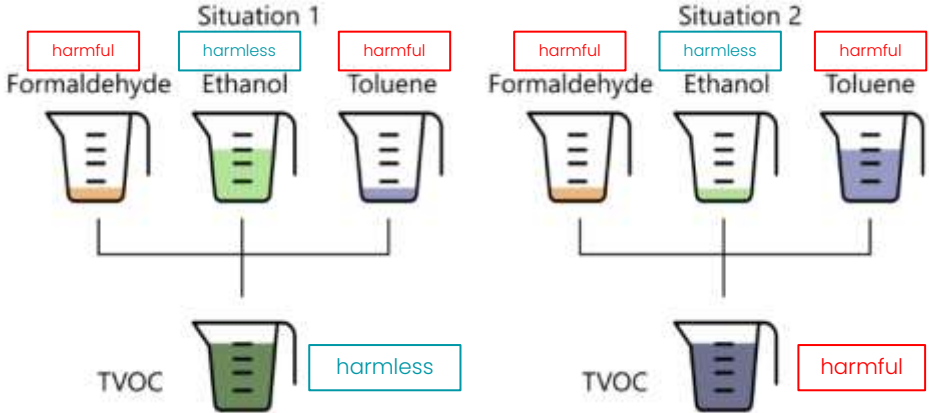 Situation 1
harmful harmless harmful
Formaldehyde Ethanol Toluene
TVOC harmless
Situation 2
harmful harmless harmful
Formaldehyde Ethanol Toluene
TVOC harmful